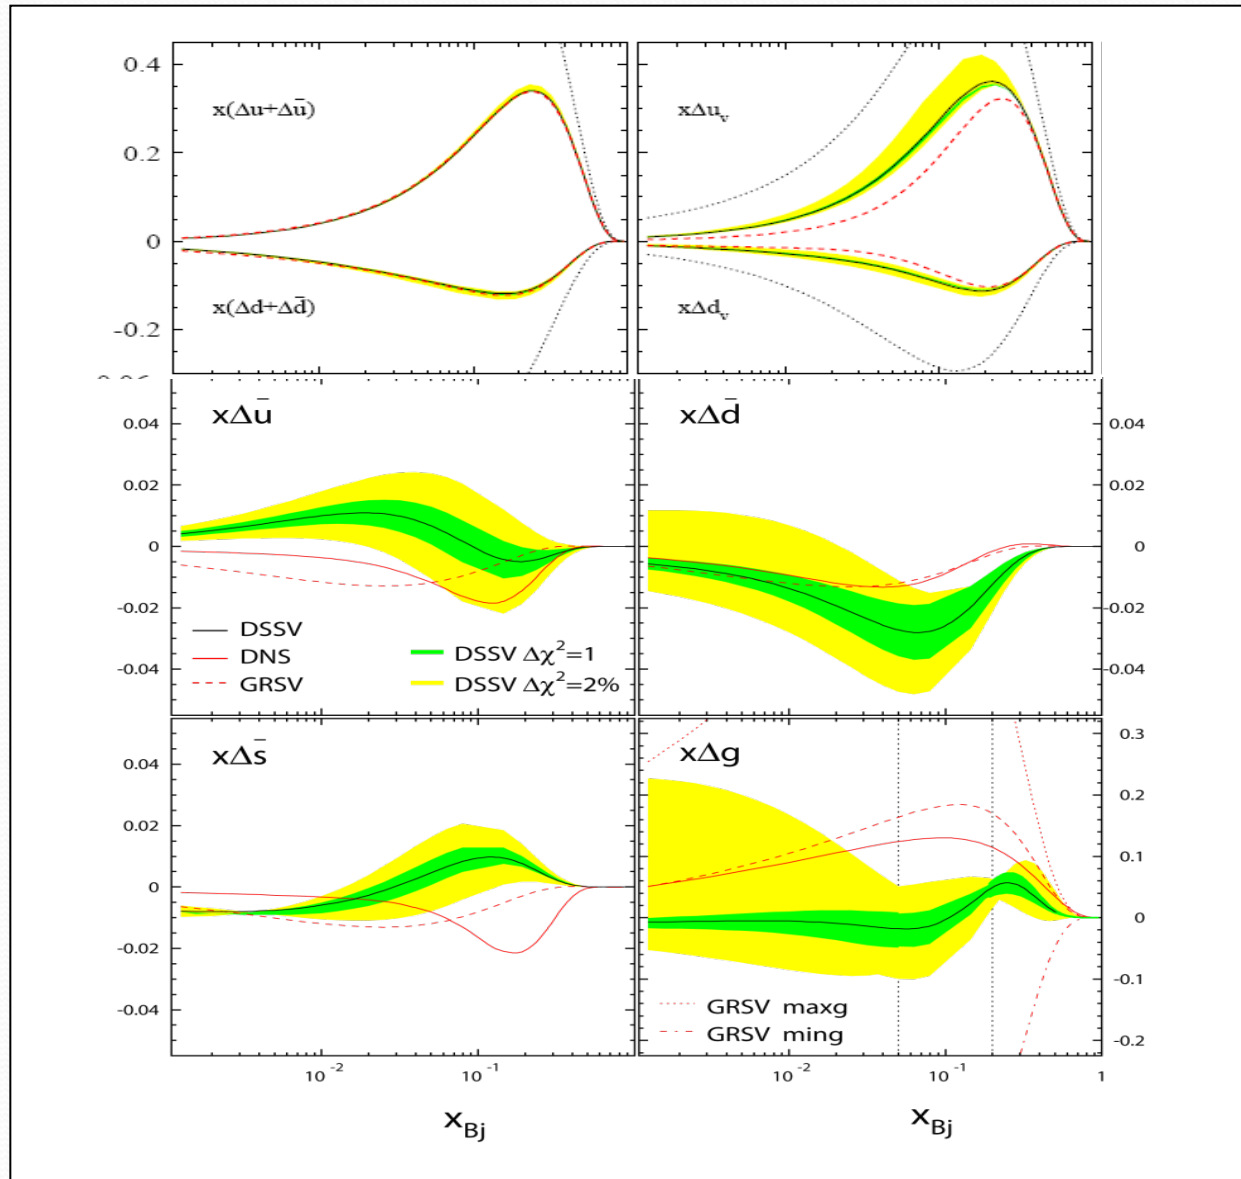 0.4
0.2
0
-0.2
x(Δu+Δū)
x(Δd+Δd̄)
xΔu_v
xΔd_v
xΔū
0.04
0.02
0
-0.02
-0.04
DSSV
DNS
GRSV
DSSV Δχ²=1
DSSV Δχ²=2%
xΔd̄
0.04
0.02
0
-0.02
-0.04
xΔs̄
0.04
0.02
0
-0.02
-0.04
10⁻²
10⁻¹
x_Bj
xΔg
0.3
0.2
0.1
0
-0.1
-0.2
GRSV maxg
GRSV ming
10⁻²
10⁻¹
1
x_Bj